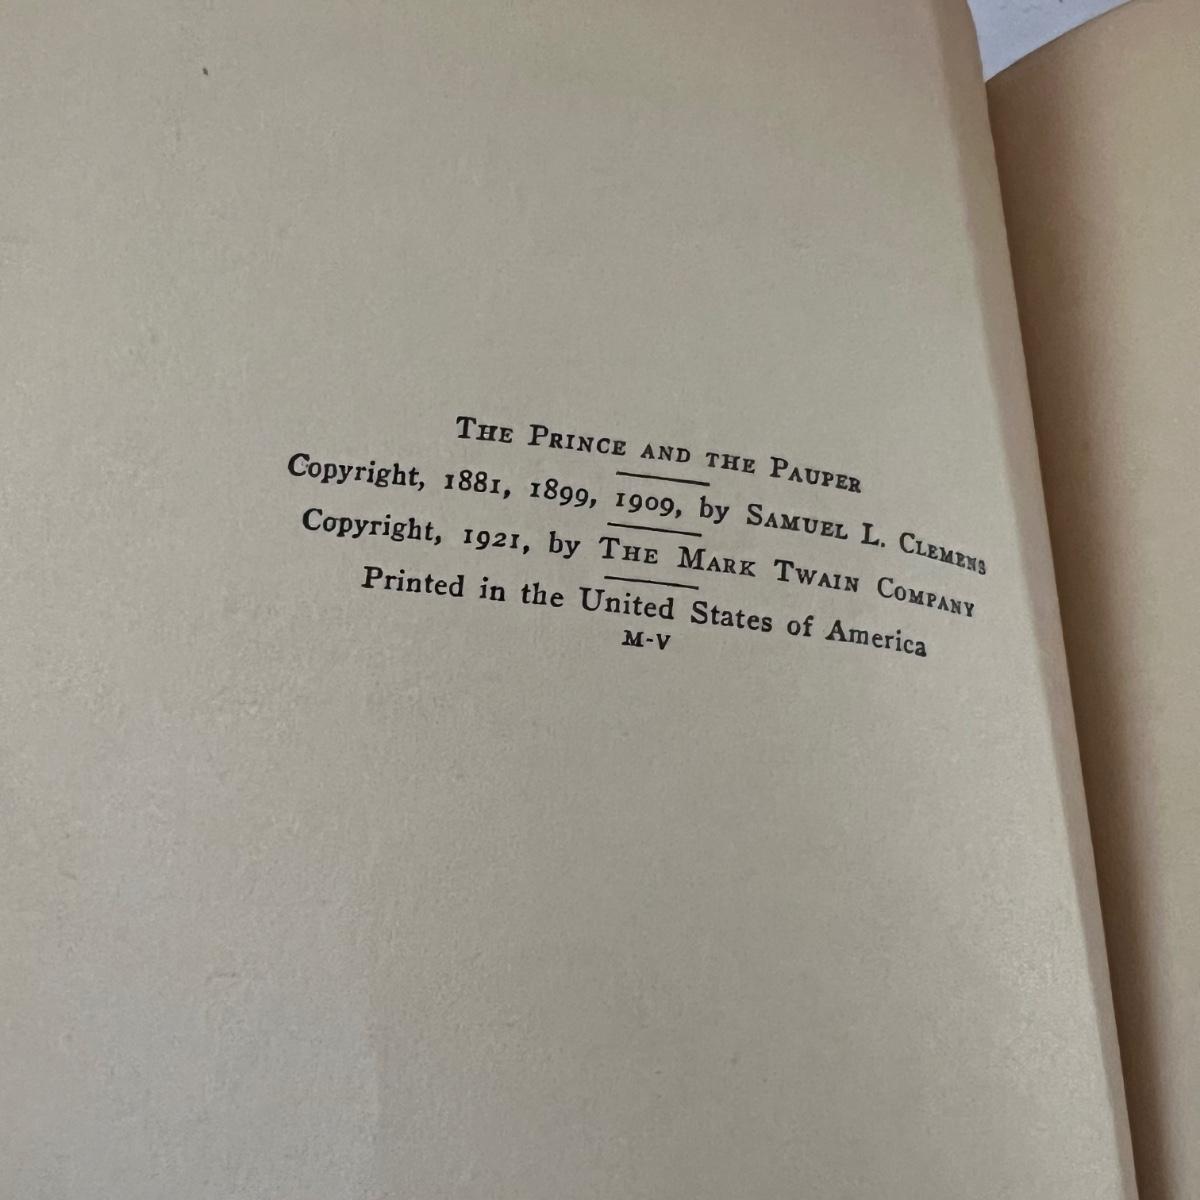 The Prince and the Pauper
Copyright, 1881, 1899, 1909, by Samuel L. Clemens
Copyright, 1921, by The Mark Twain Company
Printed in the United States of America
M-V